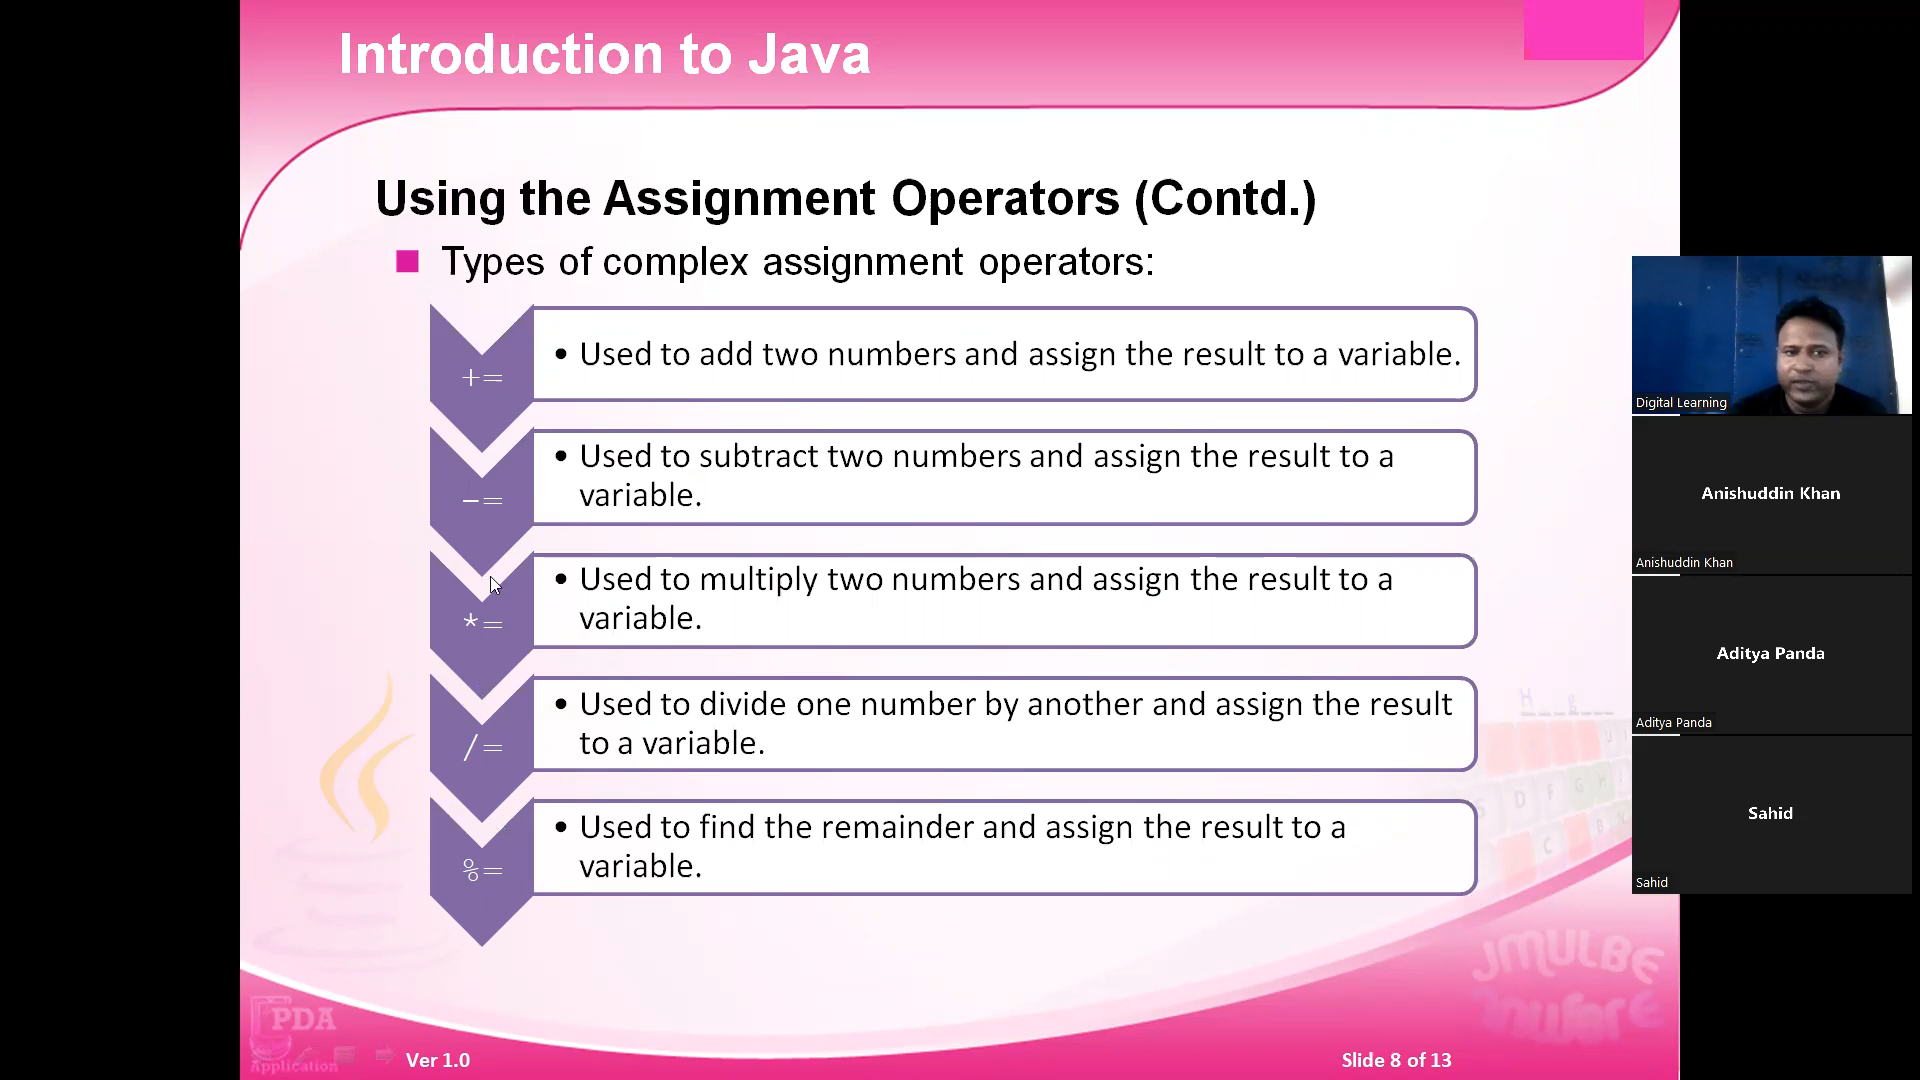 Introduction to Java
Using the Assignment Operators (Contd.)
Types of complex assignment operators:
+=
• Used to add two numbers and assign the result to a variable.
-=
• Used to subtract two numbers and assign the result to a
variable.
*=
• Used to multiply two numbers and assign the result to a
variable.
/=
• Used to divide one number by another and assign the result
to a variable.
%=
• Used to find the remainder and assign the result to a
variable.
H__g___
D F G H
C B
JMULBE
PDA
Application
Ver 1.0
Slide 8 of 13
Digital Learning
Anishuddin Khan
Anishuddin Khan
Aditya Panda
Aditya Panda
Sahid
Sahid